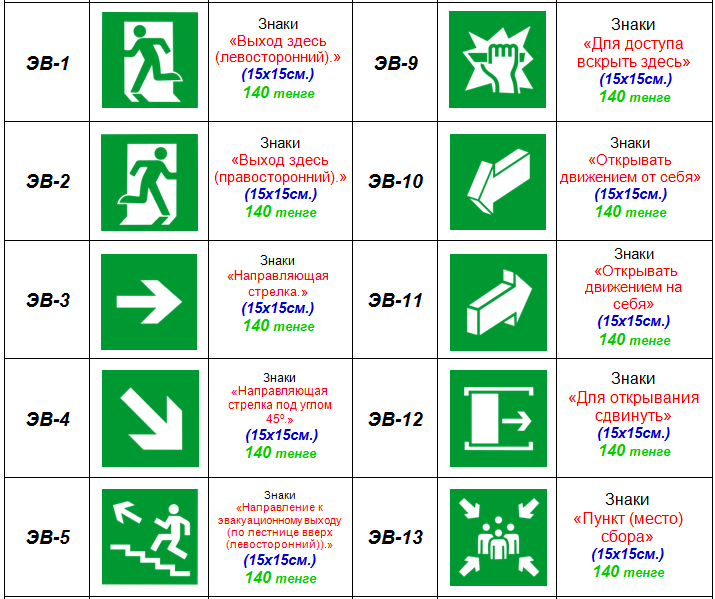 ЭВ-1
Знаки
«Выход здесь
(левосторонний).»
(15х15см.)
140 тенге
ЭВ-9
Знаки
«Для доступа
вскрыть здесь»
(15х15см.)
140 тенге
ЭВ-2
Знаки
«Выход здесь
(правосторонний).»
(15х15см.)
140 тенге
ЭВ-10
Знаки
«Открывать
движением от себя»
(15х15см.)
140 тенге
ЭВ-3
Знаки
«Направляющая
стрелка.»
(15х15см.)
140 тенге
ЭВ-11
Знаки
«Открывать
движением на
себя»
(15х15см.)
140 тенге
ЭВ-4
Знаки
«Направляющая
стрелка под углом
45º.»
(15х15см.)
140 тенге
ЭВ-12
Знаки
«Для открывания
сдвинуть»
(15х15см.)
140 тенге
ЭВ-5
Знаки
«Направление к
эвакуационному выходу
(по лестнице вверх
(левосторонний)).»
(15х15см.)
140 тенге
ЭВ-13
Знаки
«Пункт (место)
сбора»
(15х15см.)
140 тенге